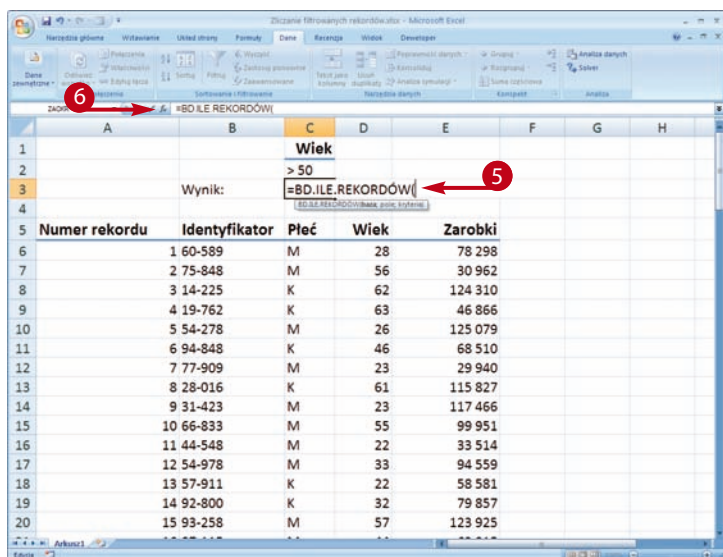 Zliczanie filtrowanych rekordów.xlsx - Microsoft Excel
Narzędzia główne Wstawianie Układ strony Formuły Dane Recenzja Widok Deweloper
Dane zewnętrzne
Połączenia
Właściwości
Edytuj łącza
Sortuj
Filtruj
Wyczyść
Zastosuj ponownie
Zaawansowane
Sortowanie i filtrowanie
Tekst jako kolumny
Usuń duplikaty
Poprawność danych
Konsoliduj
Analiza symulacji
Narzędzia danych
Grupuj
Rozgrupuj
Suma częściowa
Konspekt
Analiza danych
Solver
Analiza
6
=BD.ILE.REKORDÓW(
A B C D E F G H
1 Wiek
2 > 50
3 Wynik: =BD.ILE.REKORDÓW( 5
BD.ILE.REKORDÓW(baza; pole; kryteria)
4
5 Numer rekordu Identyfikator Płeć Wiek Zarobki
6 1 60-589 M 28 78 298
7 2 75-848 M 56 30 962
8 3 14-225 K 62 124 310
9 4 19-762 K 63 46 866
10 5 54-278 M 26 125 079
11 6 94-848 K 46 68 510
12 7 77-909 M 23 29 940
13 8 28-016 K 61 115 827
14 9 31-423 M 23 117 466
15 10 66-833 M 55 99 951
16 11 44-548 M 22 33 514
17 12 54-978 M 33 94 559
18 13 57-911 K 22 58 581
19 14 92-800 K 32 79 857
20 15 93-258 M 57 123 925
Arkusz1
Edycja